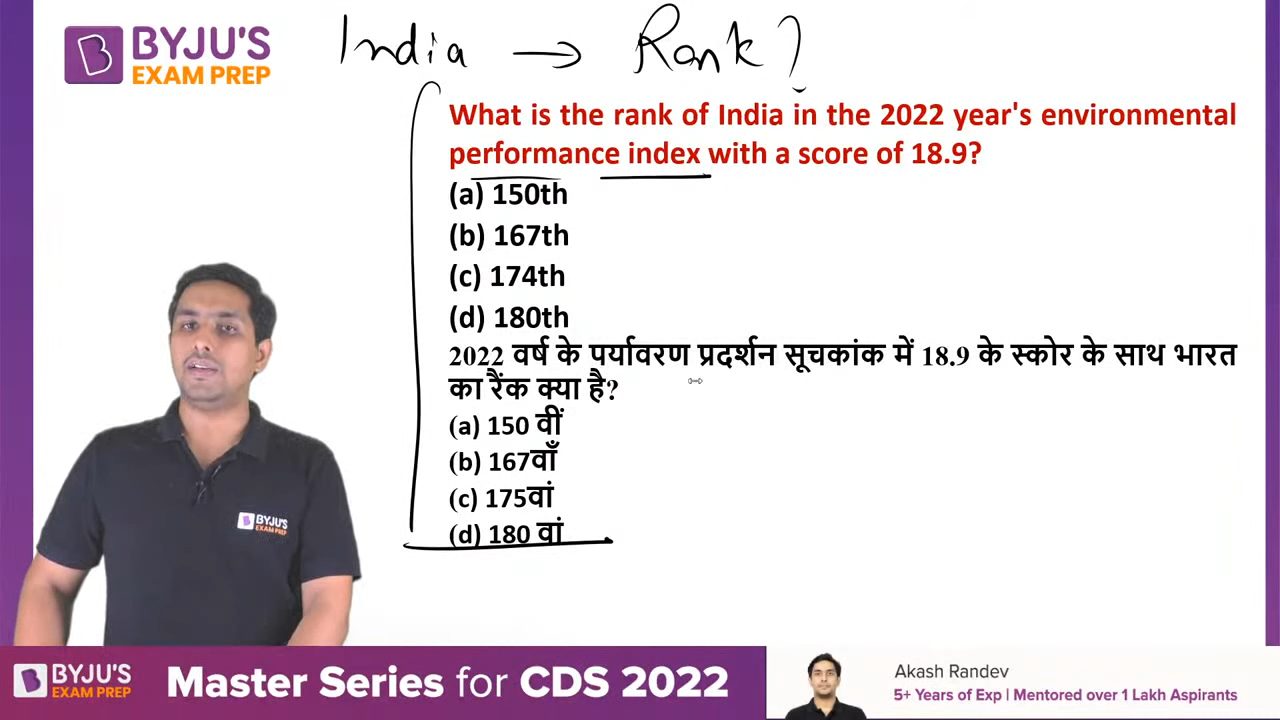 BYJU'S
EXAM PREP
India → Rank?
What is the rank of India in the 2022 year's environmental
performance index with a score of 18.9?
(a) 150th
(b) 167th
(c) 174th
(d) 180th
2022 वर्ष के पर्यावरण प्रदर्शन सूचकांक में 18.9 के स्कोर के साथ भारत
का रैंक क्या है?
(a) 150 वीं
(b) 167वाँ
(c) 175वां
(d) 180 वां
BYJU'S
EXAM PREP
BYJU'S
EXAM PREP
Master Series for CDS 2022
Akash Randev
5+ Years of Exp | Mentored over 1 Lakh Aspirants